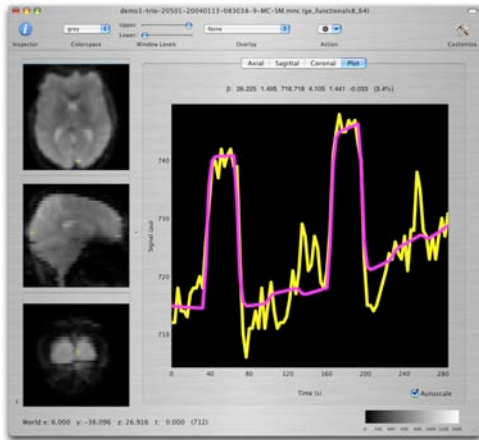 demo1-trio-20501-20040113-083038-9-MC-SM.mnc (ge_functionals8_64)
Upper:
Lower:
grey
None
Inspector
Colorspace
Window Levels
Overlay
Action
Customize
Axial Sagittal Coronal Plot
β: 26.225 1.495 718.718 4.105 1.441 -0.033 (3.4%)
740
730
720
710
Signal (au)
0 40 80 120 160 200 240 280
Time (s)
Autoscale
World x: 6.000 y: -36.096 z: 26.916 t: 0.000 (712)